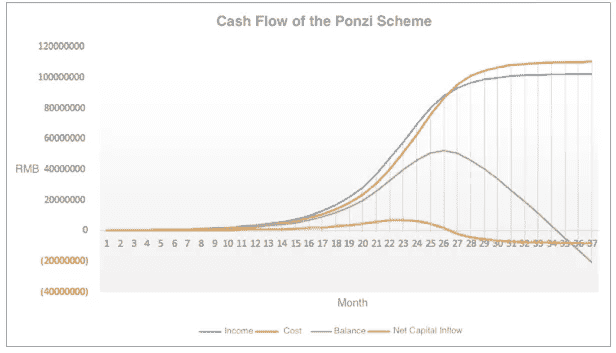 Cash Flow of the Ponzi Scheme
120000000
100000000
80000000
60000000
RMB 40000000
20000000
0
1 2 3 4 5 6 7 8 9 10 11 12 13 14 15 16 17 18 19 20 21 22 23 24 25 26 27 28 29 30 31 32 33 34 35 36 37
(20000000)
(40000000)
Month
Income Cost Balance Net Capital Inflow